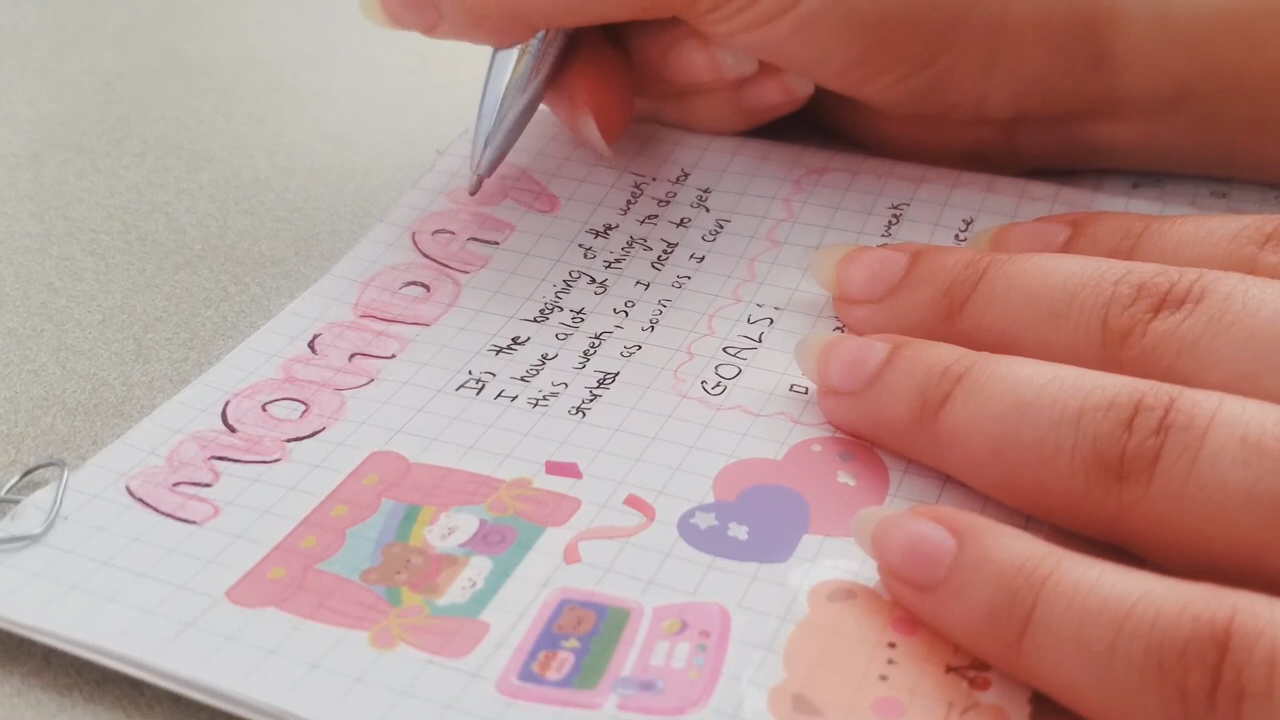 MONDAY
It's the begining of the week!
I have alot of things to do for
this week, so I need to get
started as soon as I can
GOALS:
week